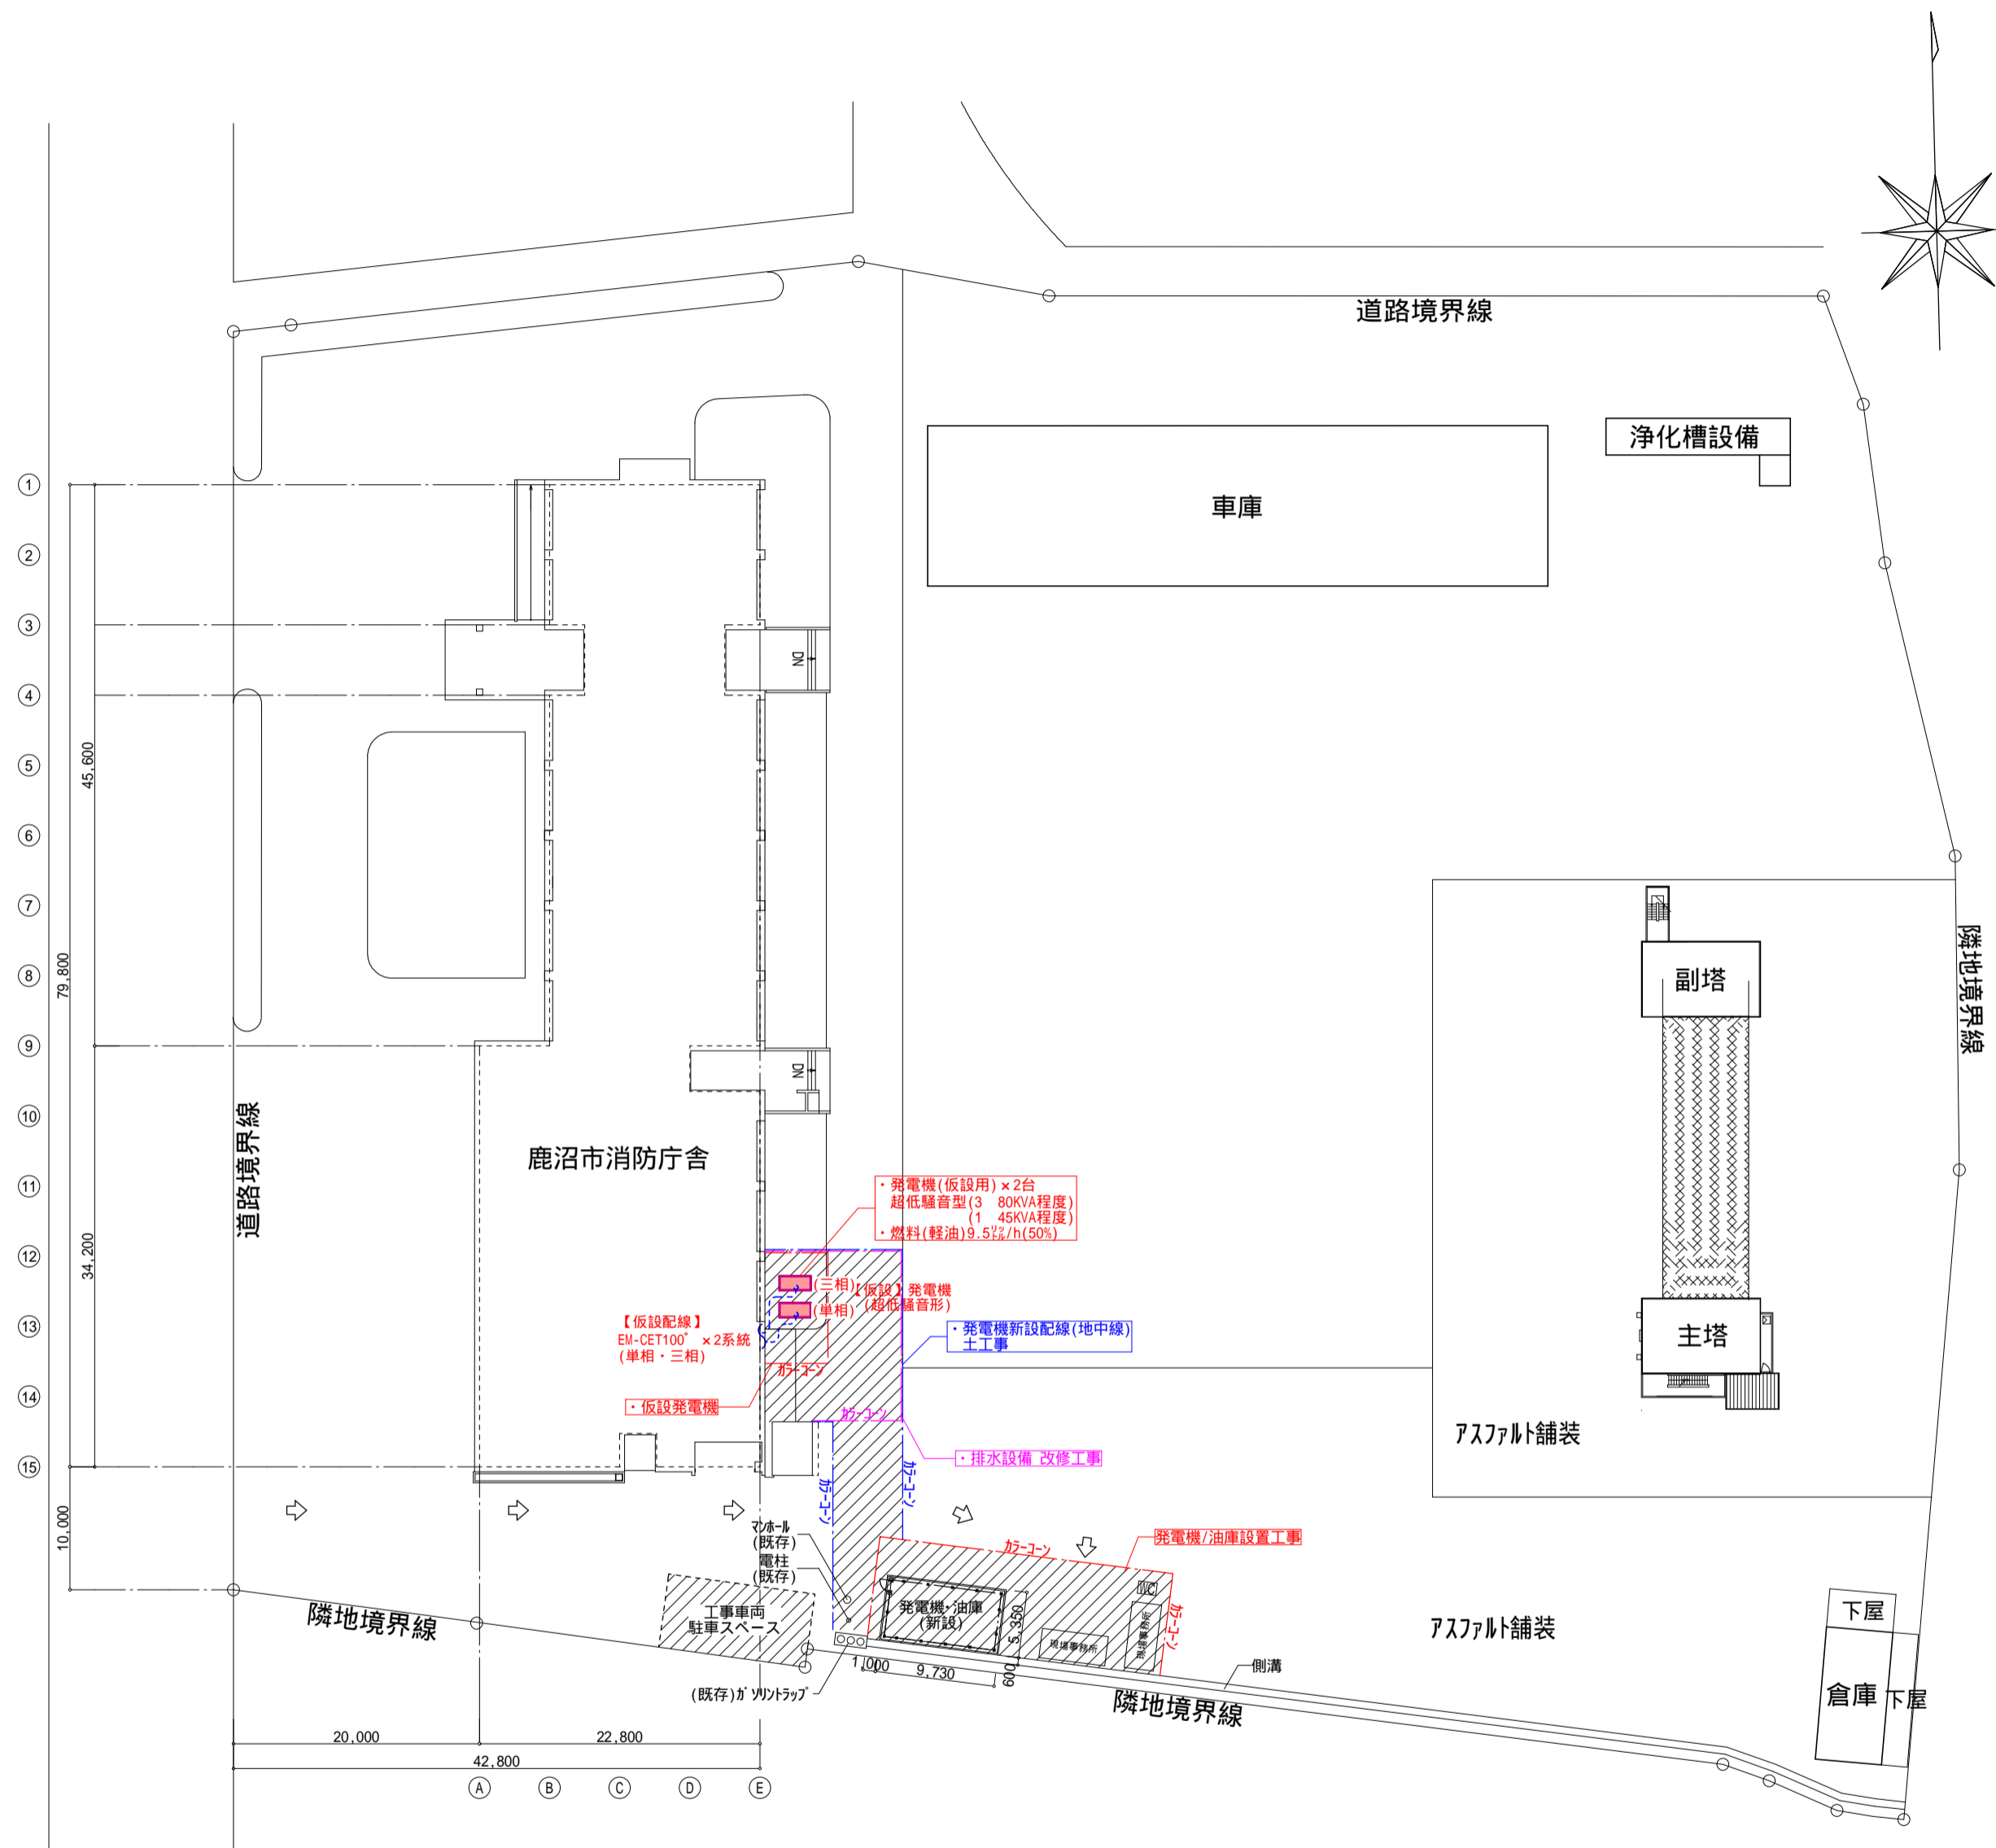 道路境界線
浄化槽設備
車庫
1
2
3
4
5
6
7
8
9
10
11
12
13
14
15
45,600
79,800
34,200
10,000
DN
DN
副塔
隣地境界線
主塔
道路境界線
鹿沼市消防庁舎
・発電機(仮設用)×2台
超低騒音型(3 80KVA程度)
(1 45KVA程度)
・燃料(軽油)9.5㍑/h(50%)
(三相)
(単相)
【仮設】発電機
(超低騒音形)
【仮設配線】
EM-CET100゜×2系統
(単相・三相)
・発電機新設配線(地中線)
土工事
ｶﾗｰｺｰﾝ
・仮設発電機
ｶﾗｰｺｰﾝ
・排水設備 改修工事
ｶﾗｰｺｰﾝ
ｶﾗｰｺｰﾝ
アスファルト舗装
マンホール
(既存)
電柱
(既存)
ｶﾗｰｺｰﾝ
発電機/油庫設置工事
WC
工事車両
駐車スペース
発電機・油庫
(新設)
5,350
現場事務所
現場事務所
ｶﾗｰｺｰﾝ
アスファルト舗装
下屋
倉庫
下屋
隣地境界線
1,000
9,730
600
側溝
(既存)ｶﾞｿﾘﾝﾄﾗｯﾌﾟ
隣地境界線
20,000
22,800
42,800
A
B
C
D
E